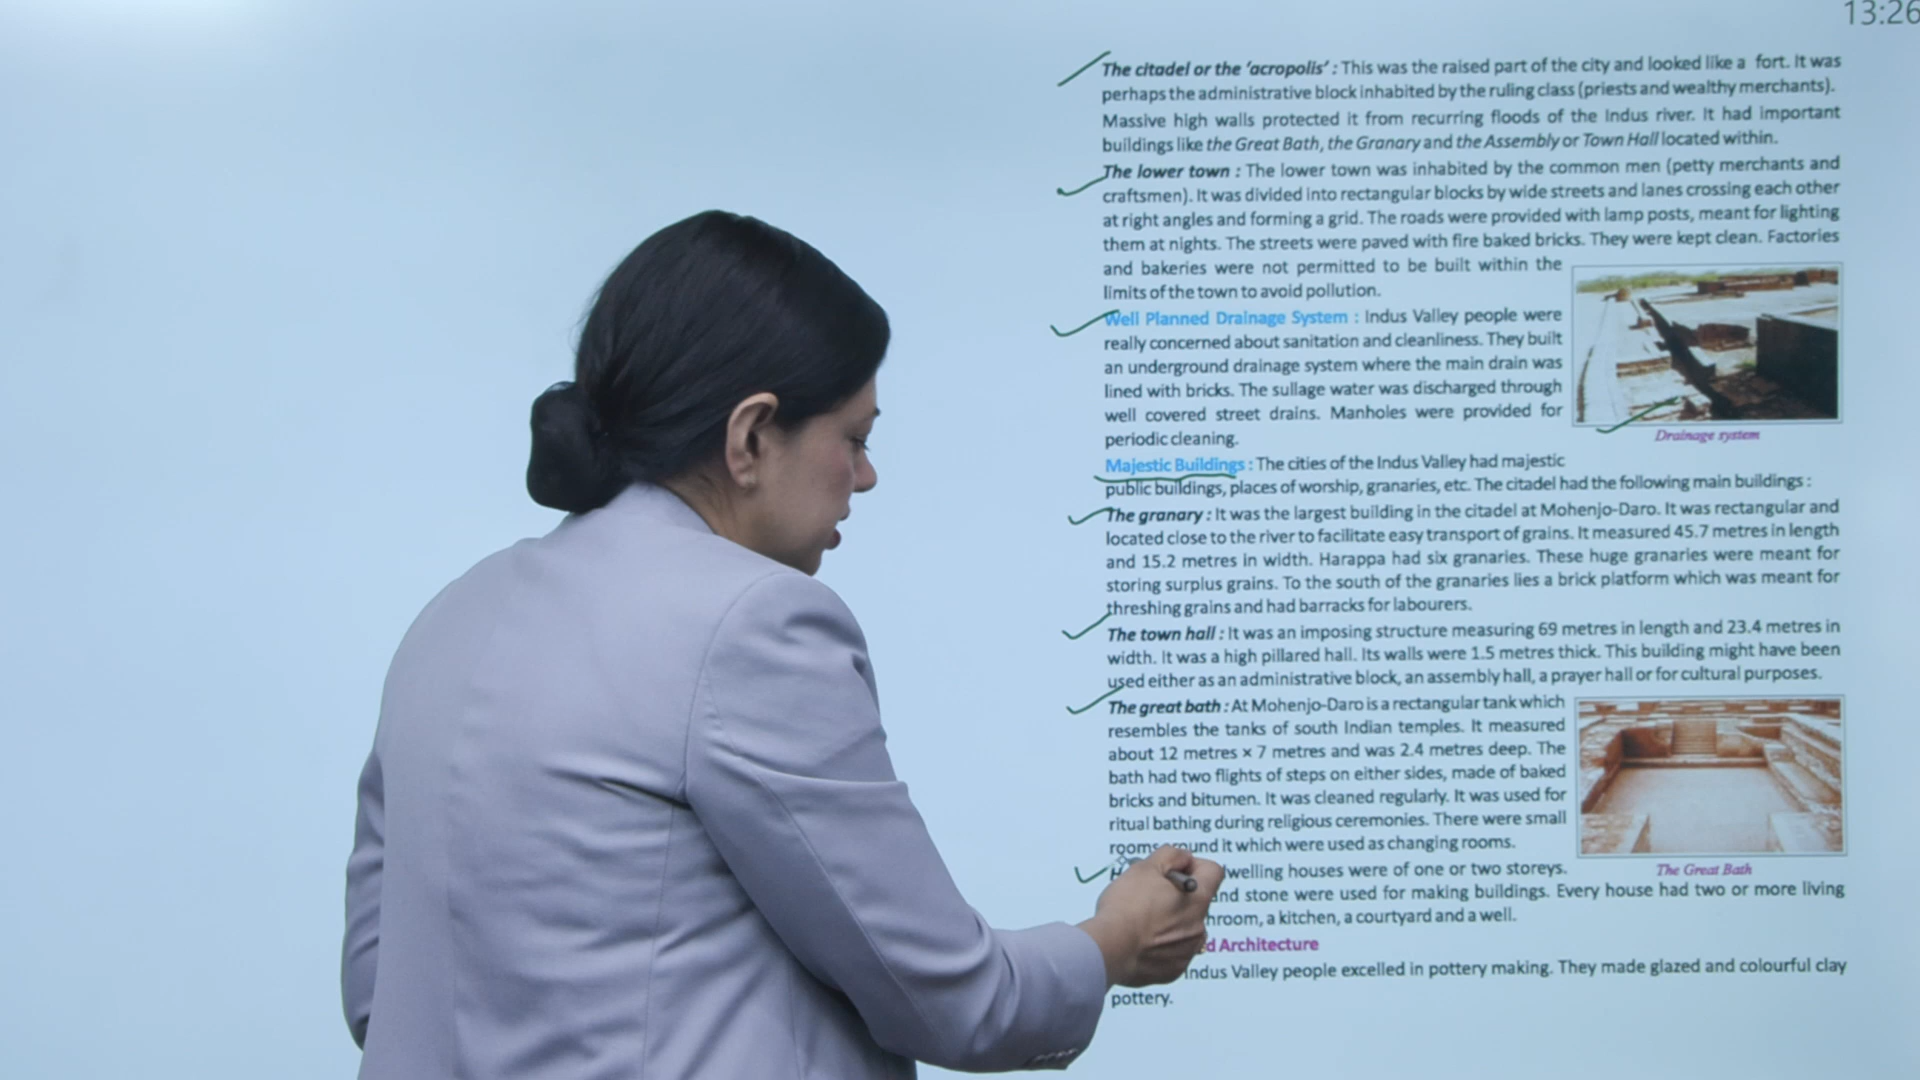 13:26
The citadel or the 'acropolis' : This was the raised part of the city and looked like a fort. It was
perhaps the administrative block inhabited by the ruling class (priests and wealthy merchants).
Massive high walls protected it from recurring floods of the Indus river. It had important
buildings like the Great Bath, the Granary and the Assembly or Town Hall located within.
The lower town : The lower town was inhabited by the common men (petty merchants and
craftsmen). It was divided into rectangular blocks by wide streets and lanes crossing each other
at right angles and forming a grid. The roads were provided with lamp posts, meant for lighting
them at nights. The streets were paved with fire baked bricks. They were kept clean. Factories
and bakeries were not permitted to be built within the
limits of the town to avoid pollution.
Well Planned Drainage System : Indus Valley people were
really concerned about sanitation and cleanliness. They built
an underground drainage system where the main drain was
lined with bricks. The sullage water was discharged through
well covered street drains. Manholes were provided for
periodic cleaning.
Drainage system
Majestic Buildings : The cities of the Indus Valley had majestic
public buildings, places of worship, granaries, etc. The citadel had the following main buildings :
The granary : It was the largest building in the citadel at Mohenjo-Daro. It was rectangular and
located close to the river to facilitate easy transport of grains. It measured 45.7 metres in length
and 15.2 metres in width. Harappa had six granaries. These huge granaries were meant for
storing surplus grains. To the south of the granaries lies a brick platform which was meant for
threshing grains and had barracks for labourers.
The town hall : It was an imposing structure measuring 69 metres in length and 23.4 metres in
width. It was a high pillared hall. Its walls were 1.5 metres thick. This building might have been
used either as an administrative block, an assembly hall, a prayer hall or for cultural purposes.
The great bath : At Mohenjo-Daro is a rectangular tank which
resembles the tanks of south Indian temples. It measured
about 12 metres × 7 metres and was 2.4 metres deep. The
bath had two flights of steps on either sides, made of baked
bricks and bitumen. It was cleaned regularly. It was used for
ritual bathing during religious ceremonies. There were small
rooms around it which were used as changing rooms.
The Great Bath
dwelling houses were of one or two storeys.
and stone were used for making buildings. Every house had two or more living
a kitchen, a courtyard and a well.
Architecture
Indus Valley people excelled in pottery making. They made glazed and colourful clay
pottery.